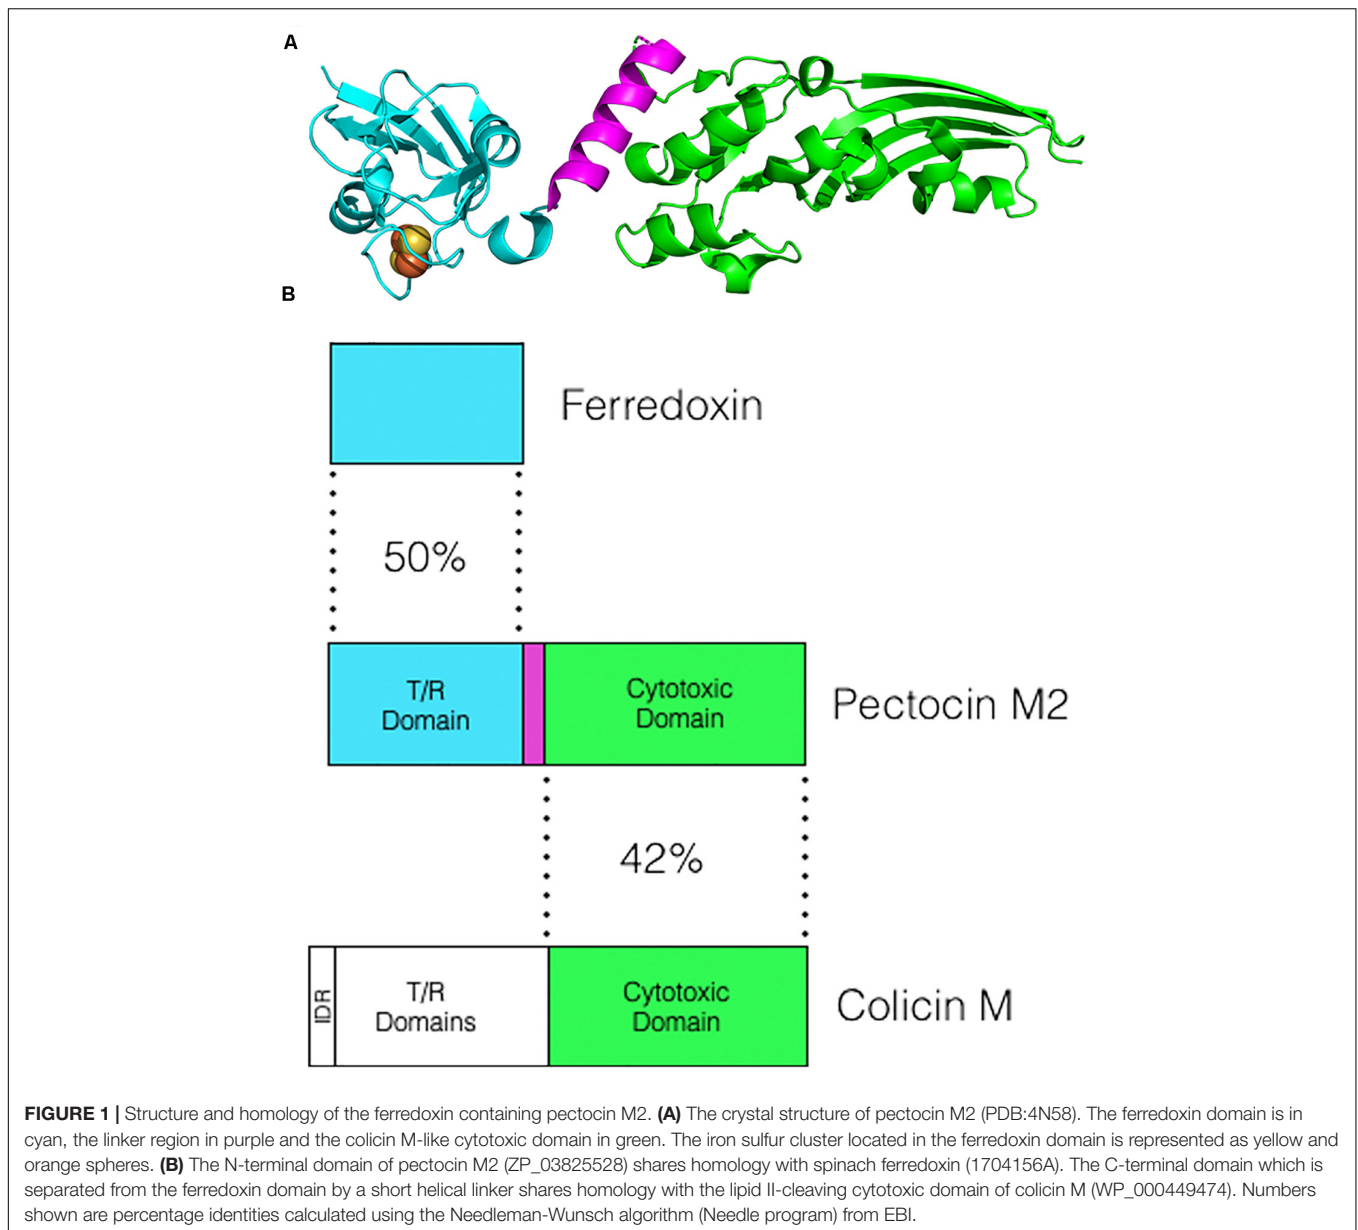 A
B
Ferredoxin
50%
T/R
Domain
Cytotoxic
Domain
Pectocin M2
42%
IDR
T/R
Domains
Cytotoxic
Domain
Colicin M
FIGURE 1 | Structure and homology of the ferredoxin containing pectocin M2. (A) The crystal structure of pectocin M2 (PDB:4N58). The ferredoxin domain is in
cyan, the linker region in purple and the colicin M-like cytotoxic domain in green. The iron sulfur cluster located in the ferredoxin domain is represented as yellow and
orange spheres. (B) The N-terminal domain of pectocin M2 (ZP_03825528) shares homology with spinach ferredoxin (1704156A). The C-terminal domain which is
separated from the ferredoxin domain by a short helical linker shares homology with the lipid II-cleaving cytotoxic domain of colicin M (WP_000449474). Numbers
shown are percentage identities calculated using the Needleman-Wunsch algorithm (Needle program) from EBI.